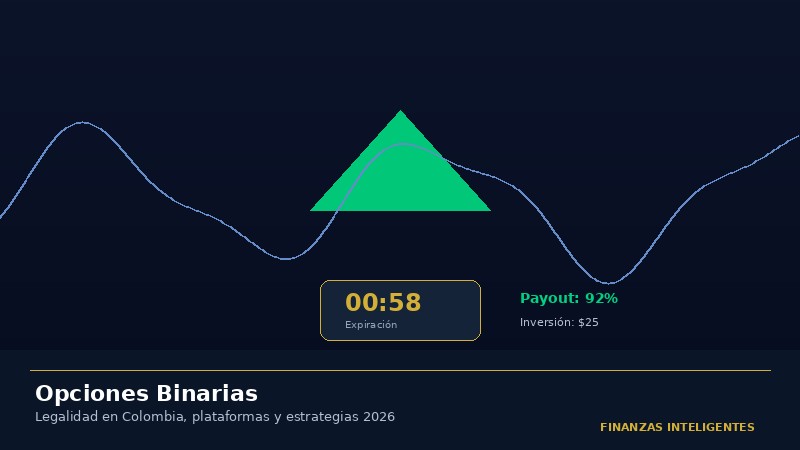 00:58
Expiración
Payout: 92%
Inversión: $25
Opciones Binarias
Legalidad en Colombia, plataformas y estrategias 2026
FINANZAS INTELIGENTES